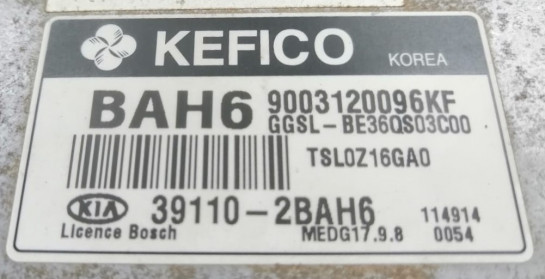 KEFICO KOREA
BAH6 9003120096KF
GGSL-BE36QS03C00
TSL0Z16GA0
KIA 39110-2BAH6 114914
Licence Bosch MEDG17.9.8 0054